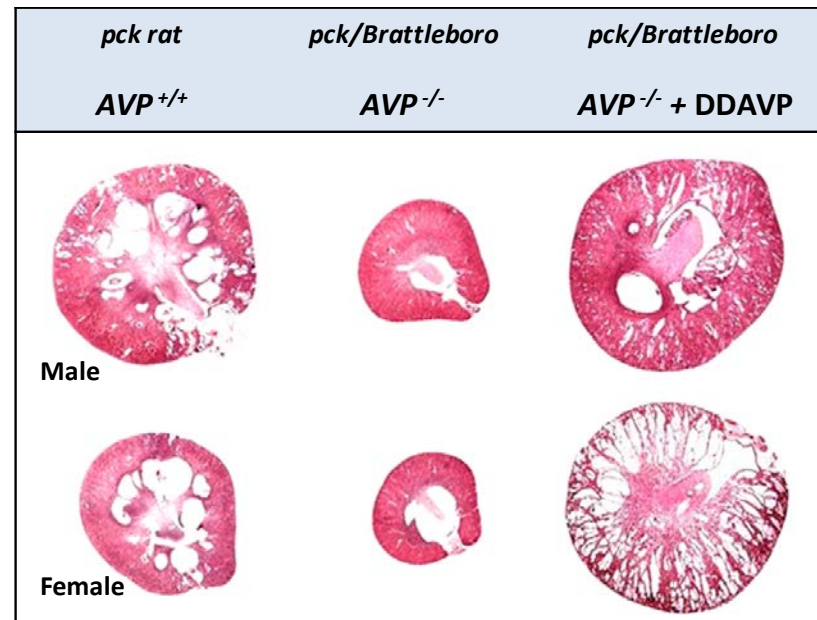 pck rat
AVP +/+
pck/Brattleboro
AVP -/-
pck/Brattleboro
AVP -/- + DDAVP
Male
Female